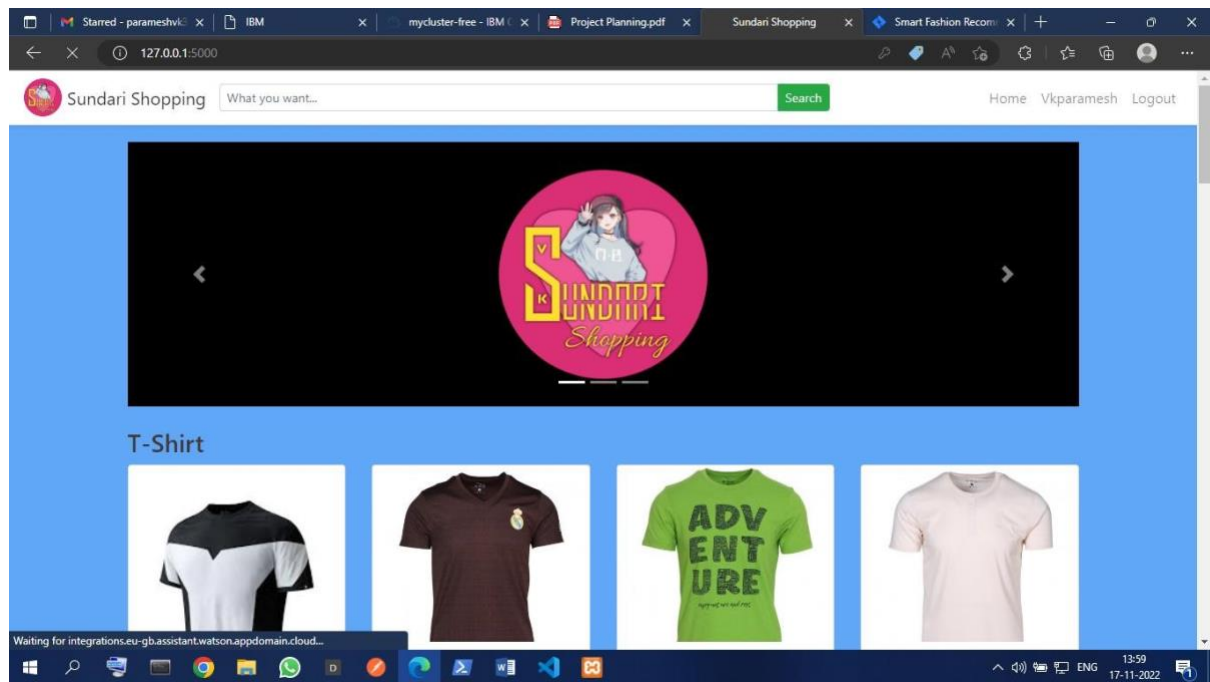 Starred - parameshvk3
IBM
mycluster-free - IBM C
Project Planning.pdf
Sundari Shopping
Smart Fashion Recom
127.0.0.1:5000
Sundari Shopping
What you want...
Search
Home
Vkparamesh
Logout
V
SUNDARI
K
Shopping
T-Shirt
ADV
ENT
URE
Waiting for integrations.eu-gb.assistant.watson.appdomain.cloud...
ENG
13:59
17-11-2022
1